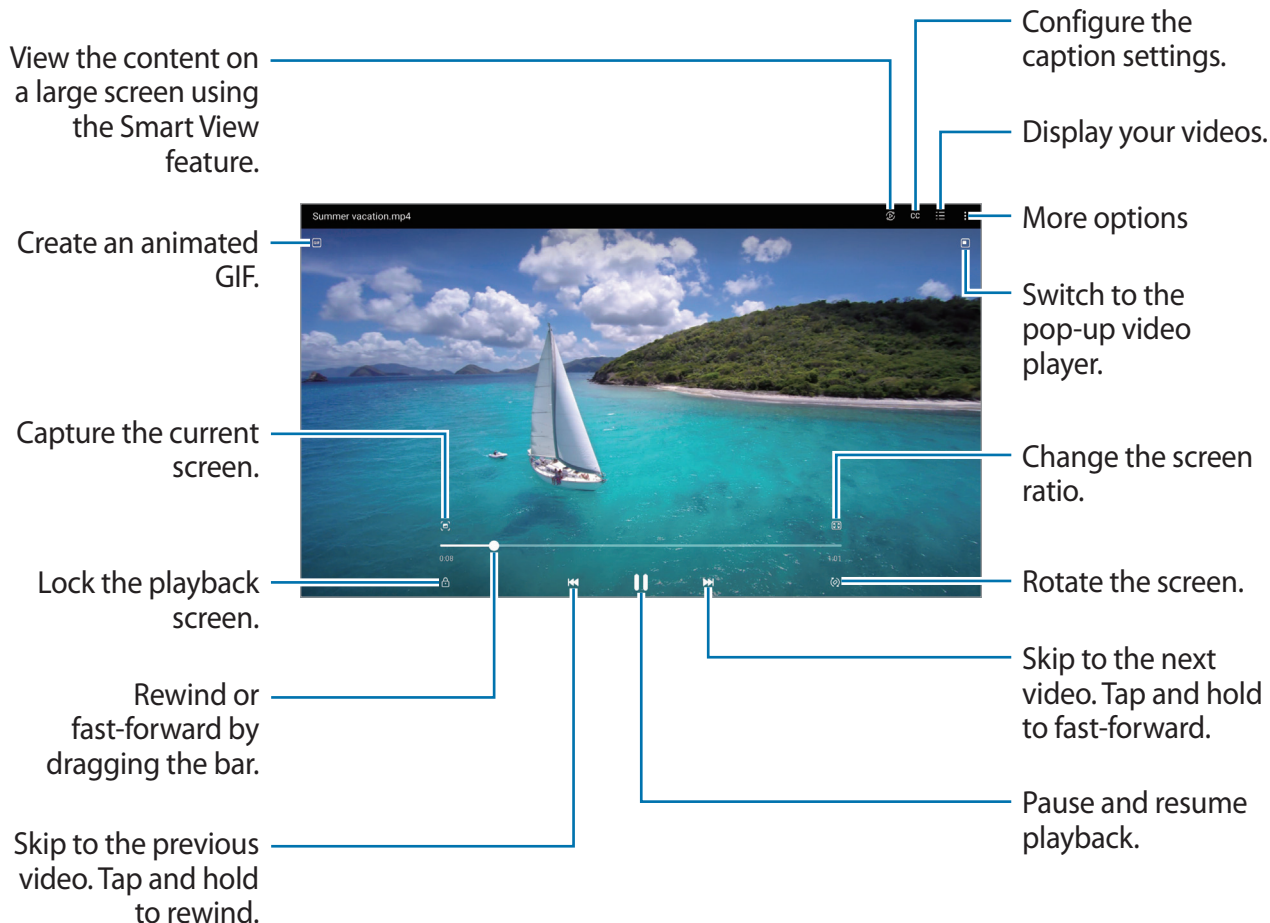 View the content on
a large screen using
the Smart View
feature.
Configure the
caption settings.
Display your videos.
More options
Switch to the
pop-up video
player.
Create an animated
GIF.
Summer vacation.mp4
CC
GIF
Capture the current
screen.
Change the screen
ratio.
0:08
Lock the playback
screen.
Rotate the screen.
Rewind or
fast-forward by
dragging the bar.
Skip to the next
video. Tap and hold
to fast-forward.
Pause and resume
playback.
Skip to the previous
video. Tap and hold
to rewind.